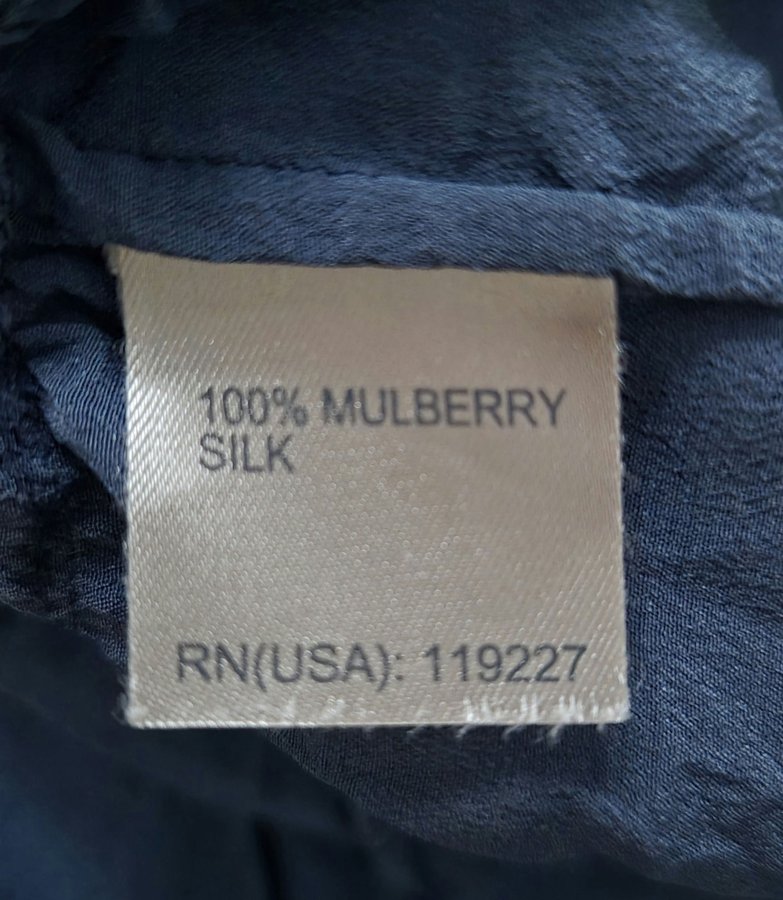 100% MULBERRY
SILK
RN(USA): 119227